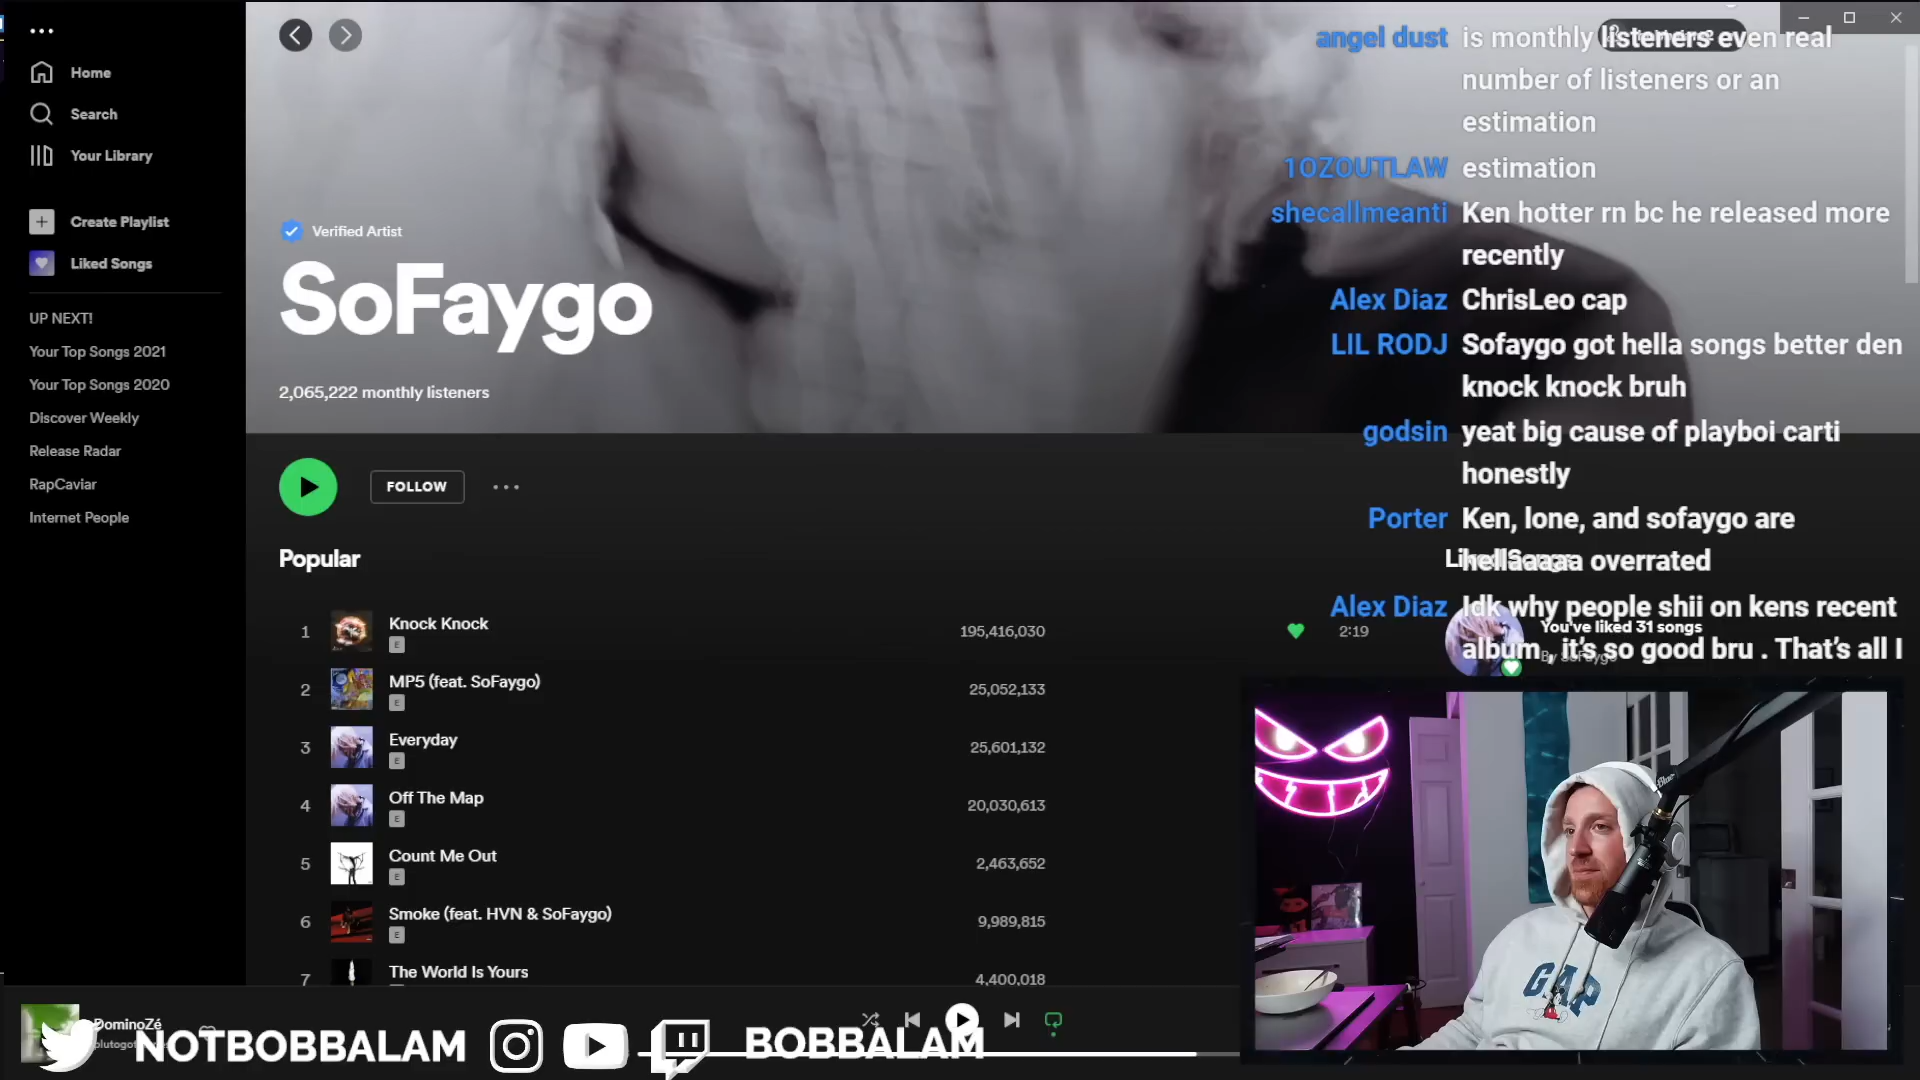 Home
Search
Your Library
Create Playlist
Liked Songs
UP NEXT!
Your Top Songs 2021
Your Top Songs 2020
Discover Weekly
Release Radar
RapCaviar
Internet People
Verified Artist
SoFaygo
2,065,222 monthly listeners
FOLLOW
Popular
1 Knock Knock 195,416,030 2:19
E
2 MP5 (feat. SoFaygo) 25,052,133
E
3 Everyday 25,601,132
E
4 Off The Map 20,030,613
E
5 Count Me Out 2,463,652
E
6 Smoke (feat. HVN & SoFaygo) 9,989,815
E
7 The World Is Yours 4,400,018
angel dust is monthly listeners even real
number of listeners or an
estimation
1OZOUTLAW estimation
shecallmeanti Ken hotter rn bc he released more
recently
Alex Diaz ChrisLeo cap
LIL RODJ Sofaygo got hella songs better den
knock knock bruh
godsin yeat big cause of playboi carti
honestly
Porter Ken, lone, and sofaygo are
hellaaaaa overrated
Liked Songs
Alex Diaz Idk why people shii on kens recent
You've liked 31 songs
album , it's so good bru . That's all I
By SoFaygo
GAP
Blue
DominoZé
NOTBOBBALAM
BOBBALAM